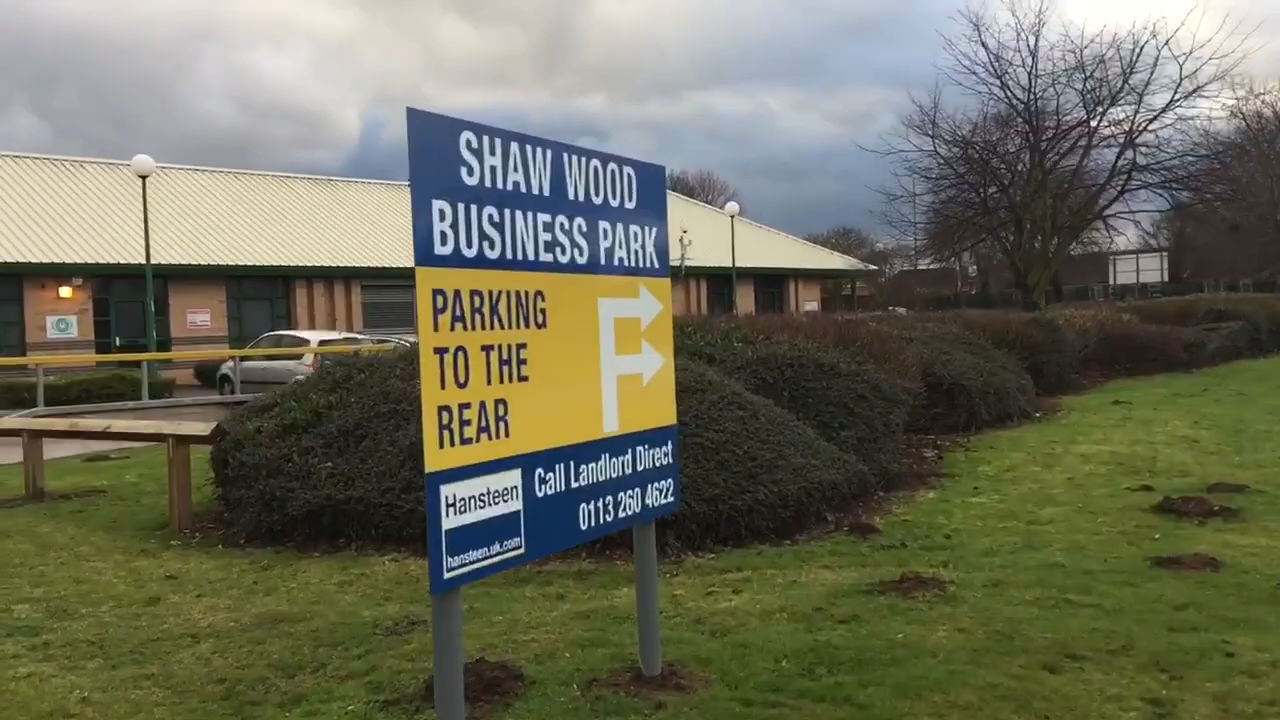 SHAW WOOD
BUSINESS PARK
PARKING
TO THE
REAR
Hansteen
hansteen.uk.com
Call Landlord Direct
0113 260 4622